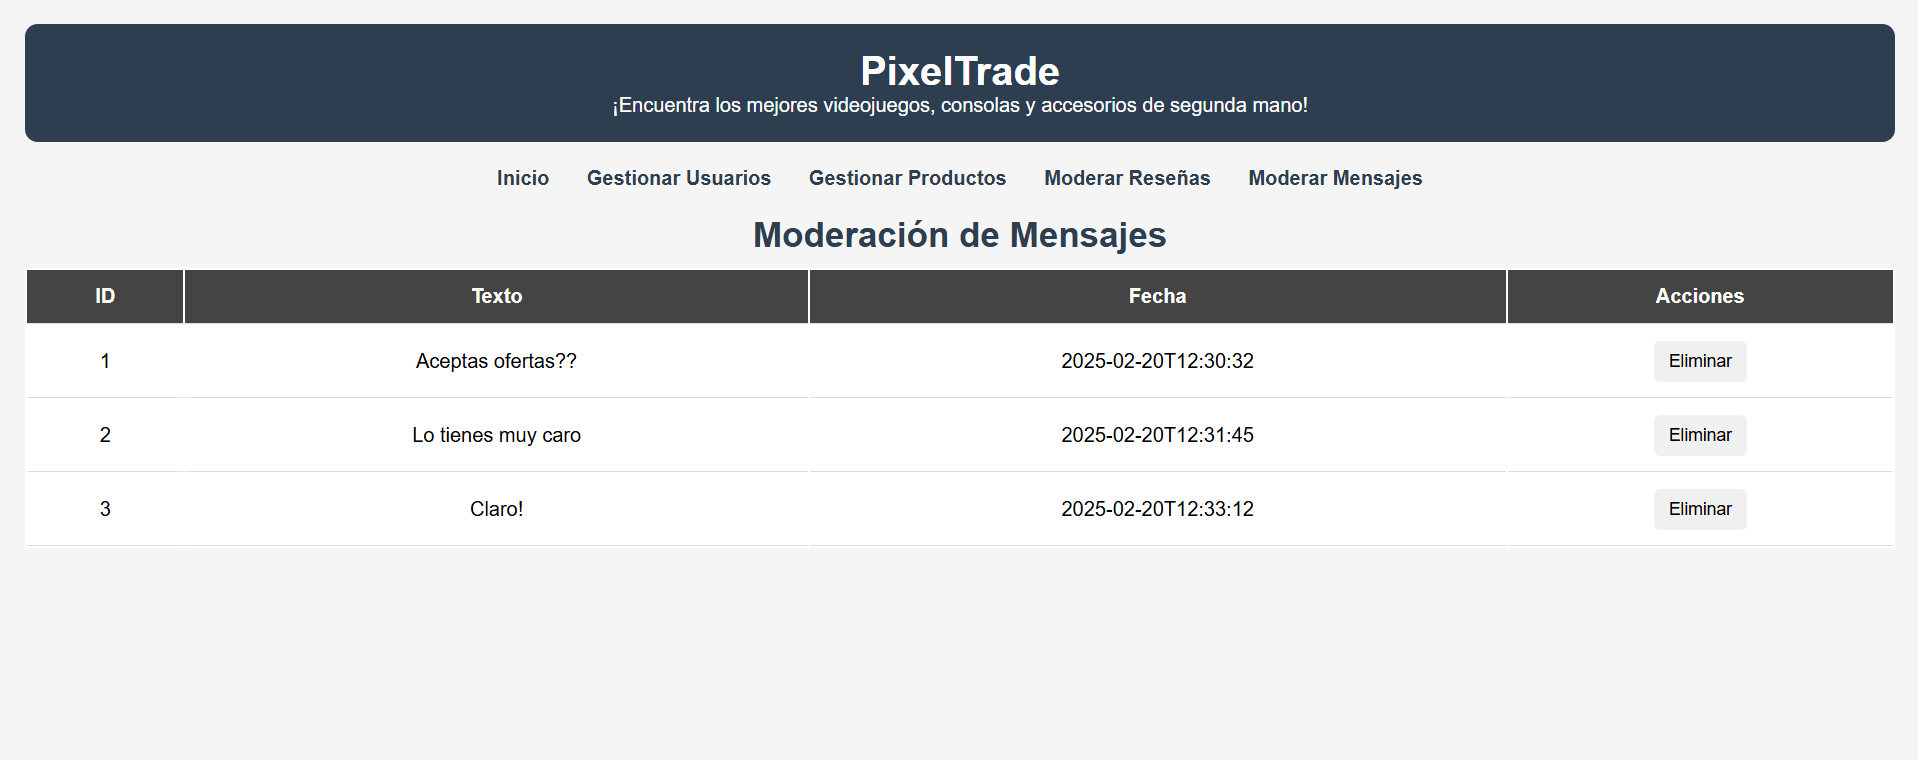 PixelTrade
¡Encuentra los mejores videojuegos, consolas y accesorios de segunda mano!
Inicio Gestionar Usuarios Gestionar Productos Moderar Reseñas Moderar Mensajes
Moderación de Mensajes
ID Texto Fecha Acciones
1 Aceptas ofertas?? 2025-02-20T12:30:32 Eliminar
2 Lo tienes muy caro 2025-02-20T12:31:45 Eliminar
3 Claro! 2025-02-20T12:33:12 Eliminar